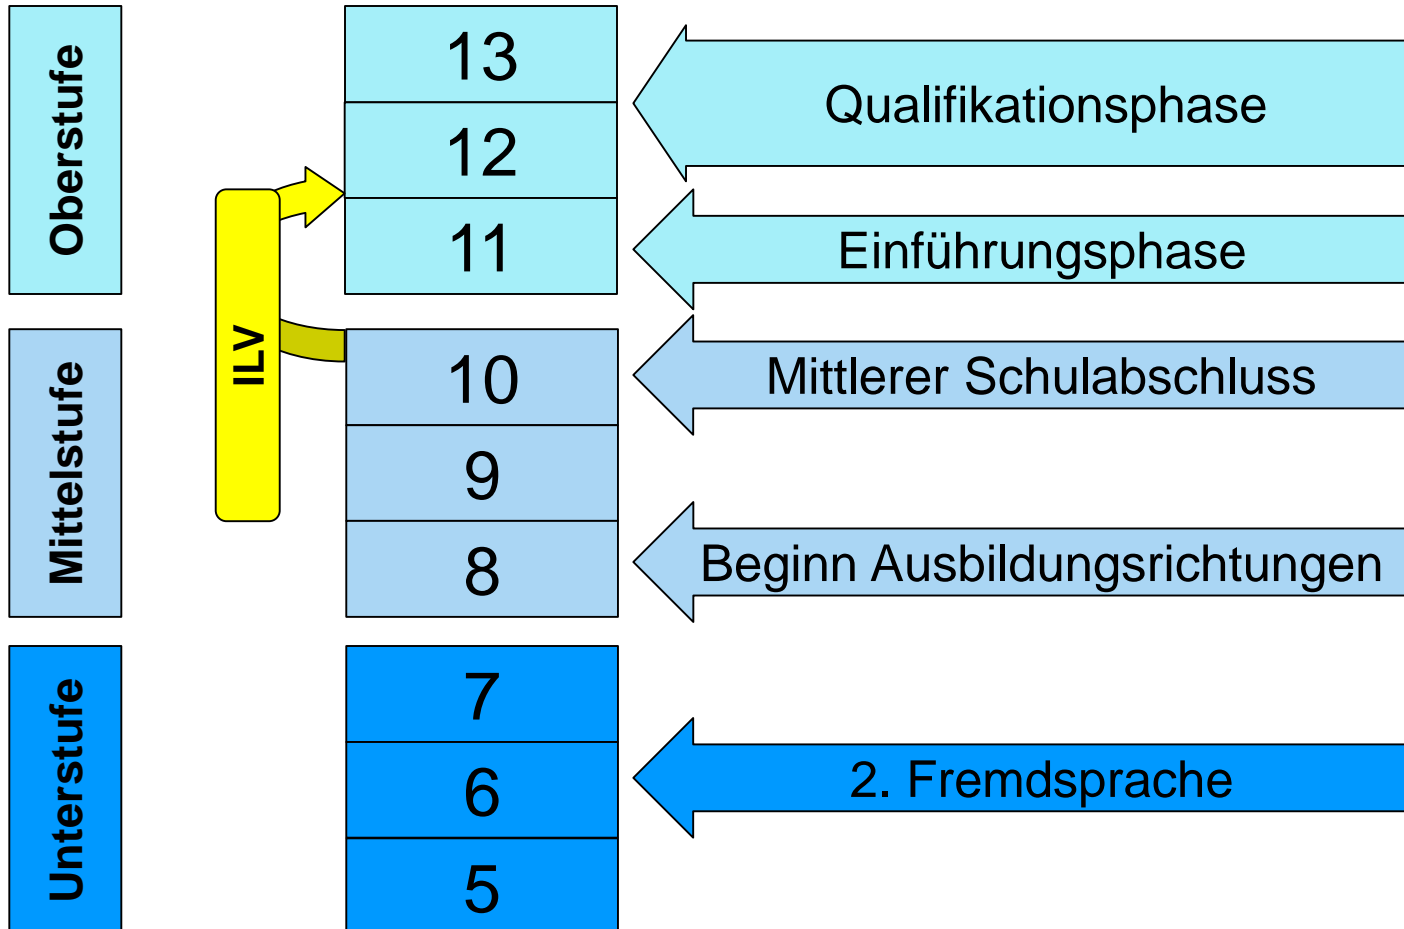 Oberstufe
13
12
11
Qualifikationsphase
Einführungsphase
ILV
Mittelstufe
10
9
8
Mittlerer Schulabschluss
Beginn Ausbildungsrichtungen
Unterstufe
7
6
5
2. Fremdsprache